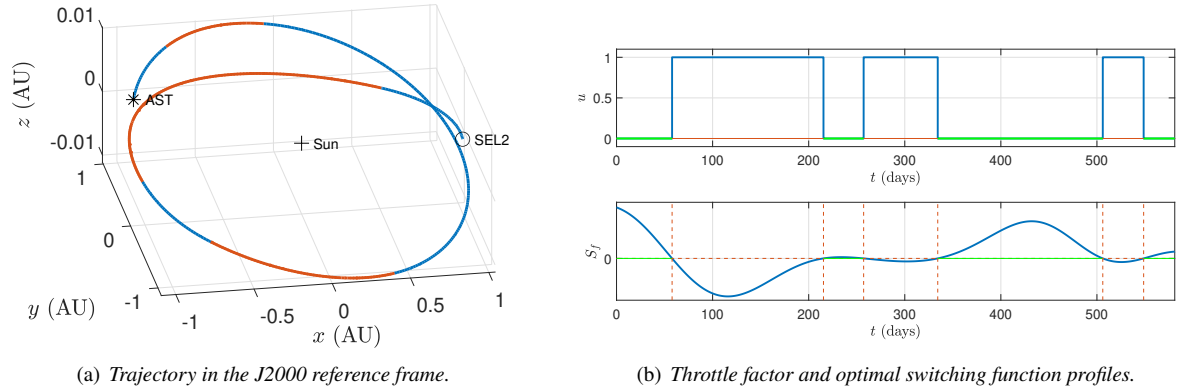 0.01
0
-0.01
z (AU)
1
0
-1
y (AU)
-1
-0.5
0
0.5
1
x (AU)
AST
Sun
SEL2
(a) Trajectory in the J2000 reference frame.
1
0.5
0
u
0 100 200 300 400 500
t (days)
0
S_f
0 100 200 300 400 500
t (days)
(b) Throttle factor and optimal switching function profiles.